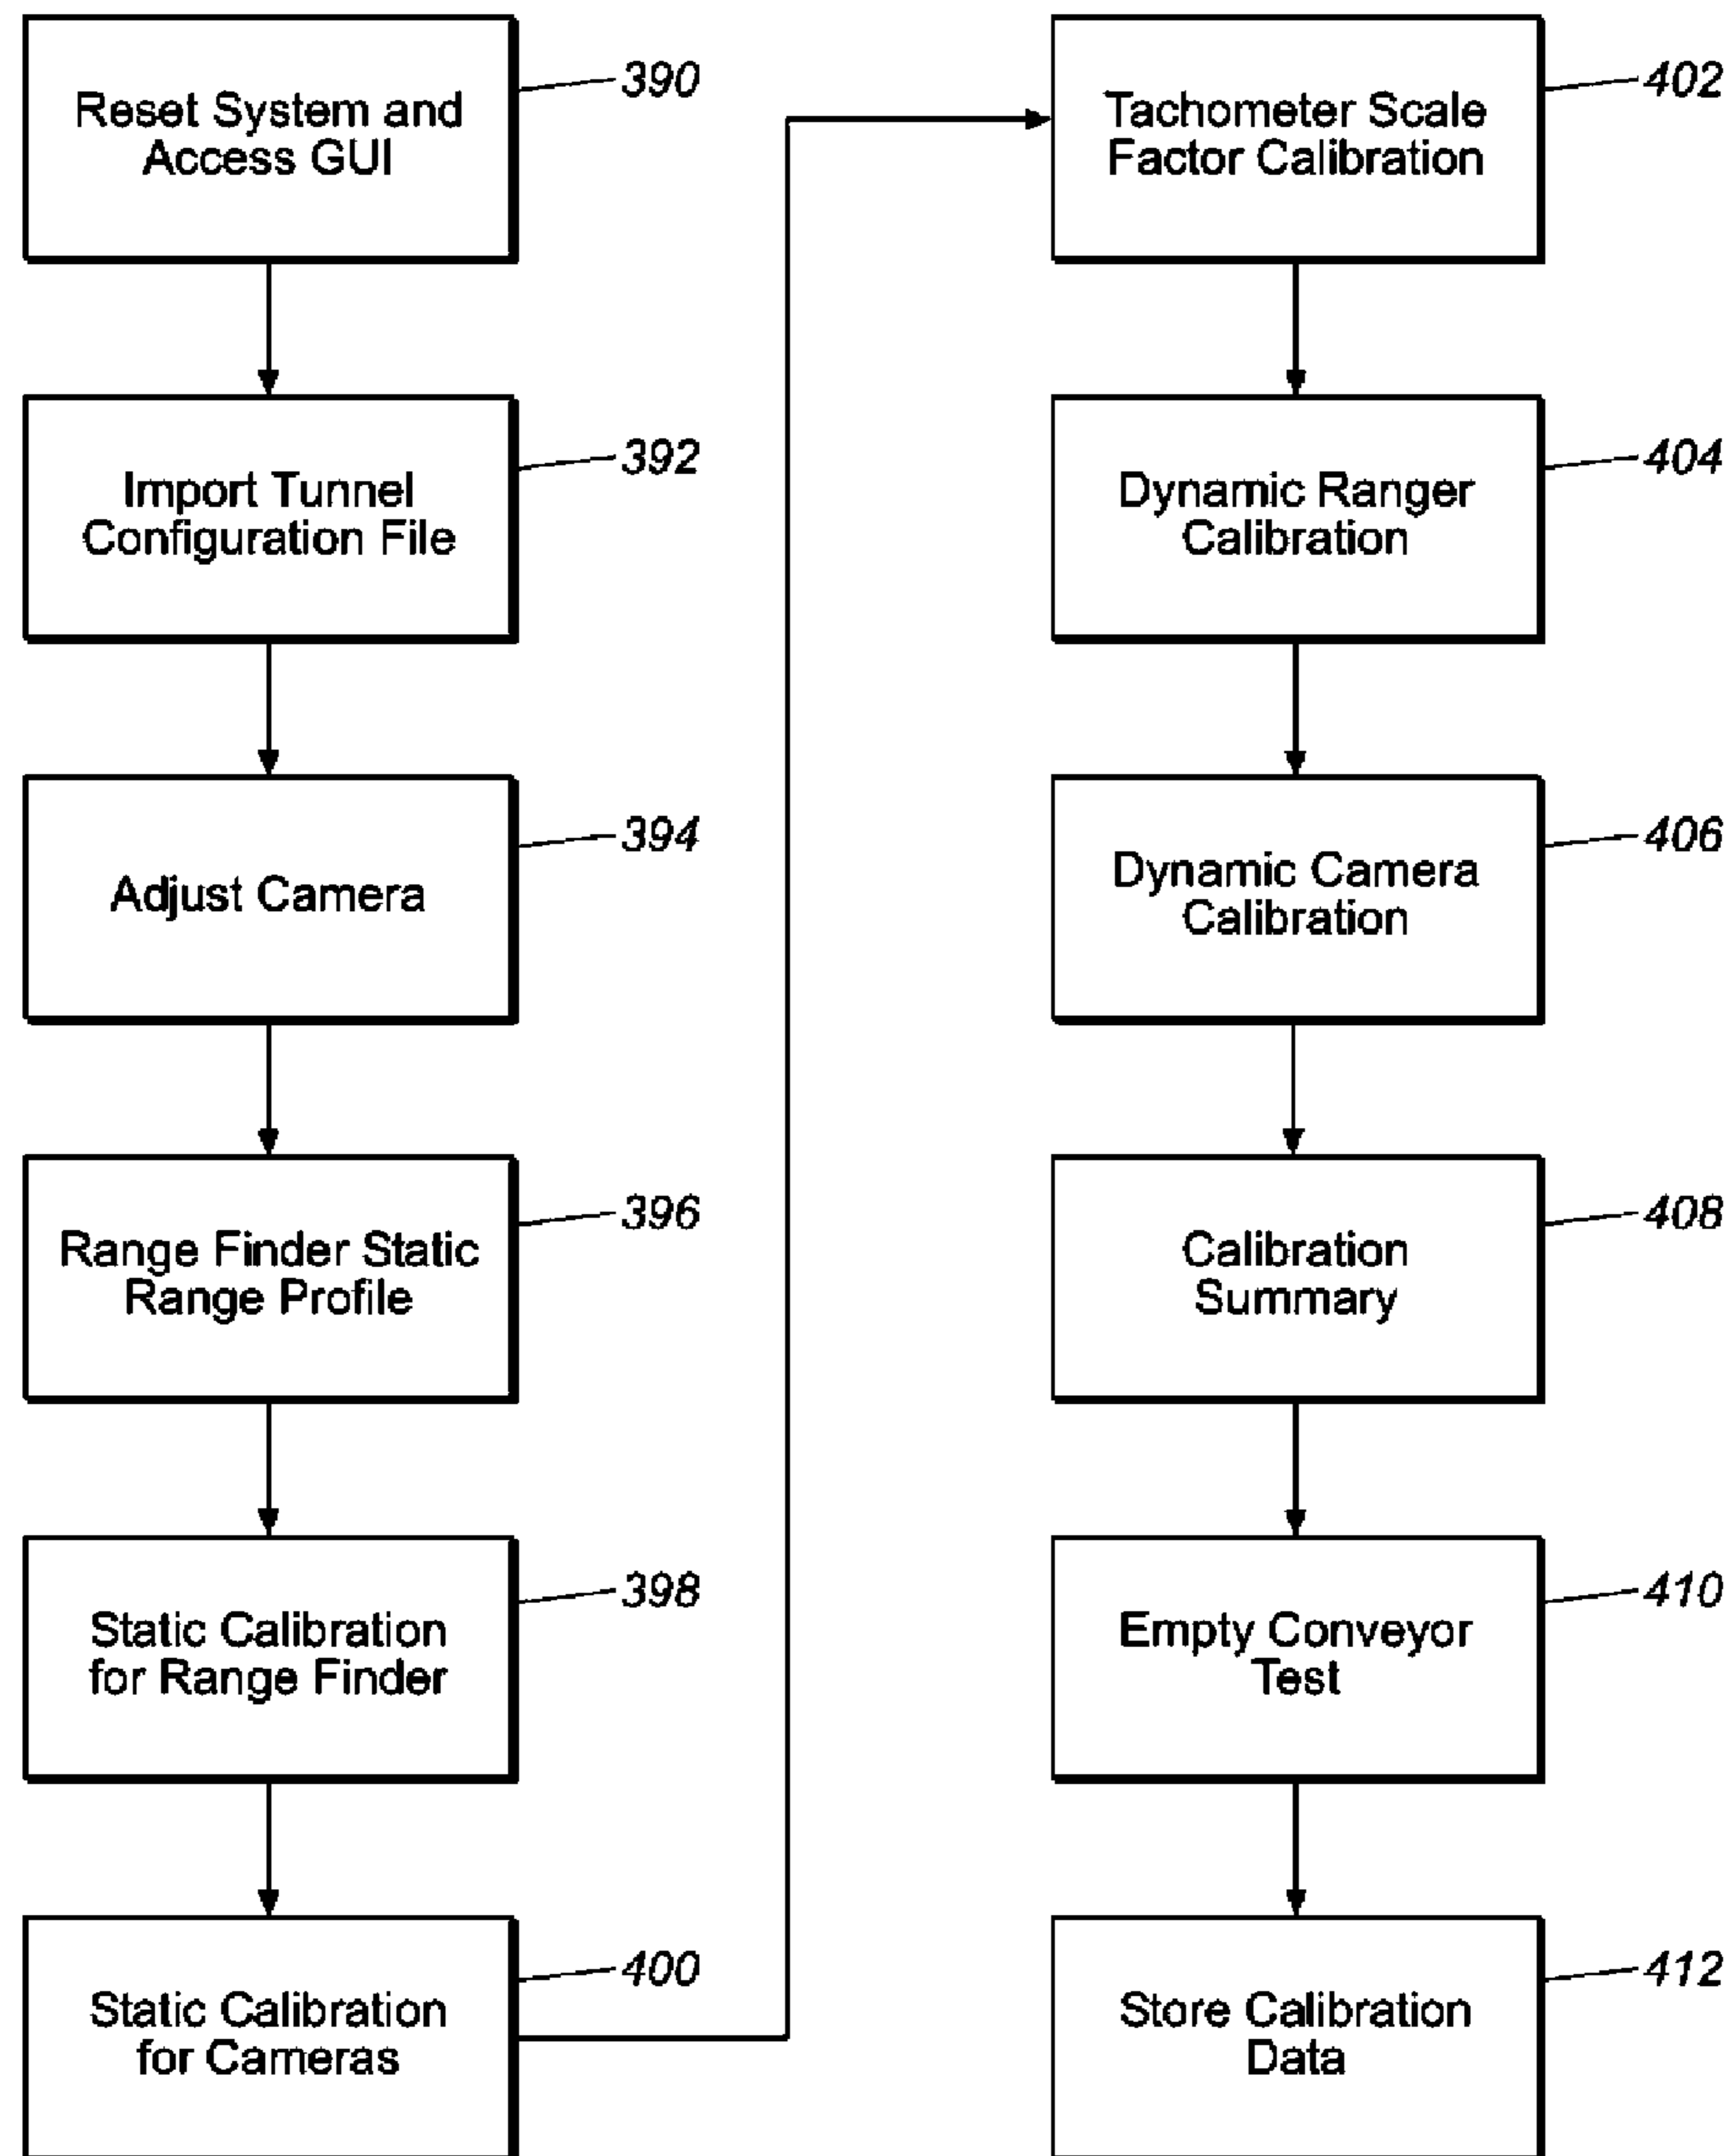 Reset System and
Access GUI
390
Import Tunnel
Configuration File
392
Adjust Camera
394
Range Finder Static
Range Profile
396
Static Calibration
for Range Finder
398
Static Calibration
for Cameras
400
Tachometer Scale
Factor Calibration
402
Dynamic Ranger
Calibration
404
Dynamic Camera
Calibration
406
Calibration
Summary
408
Empty Conveyor
Test
410
Store Calibration
Data
412